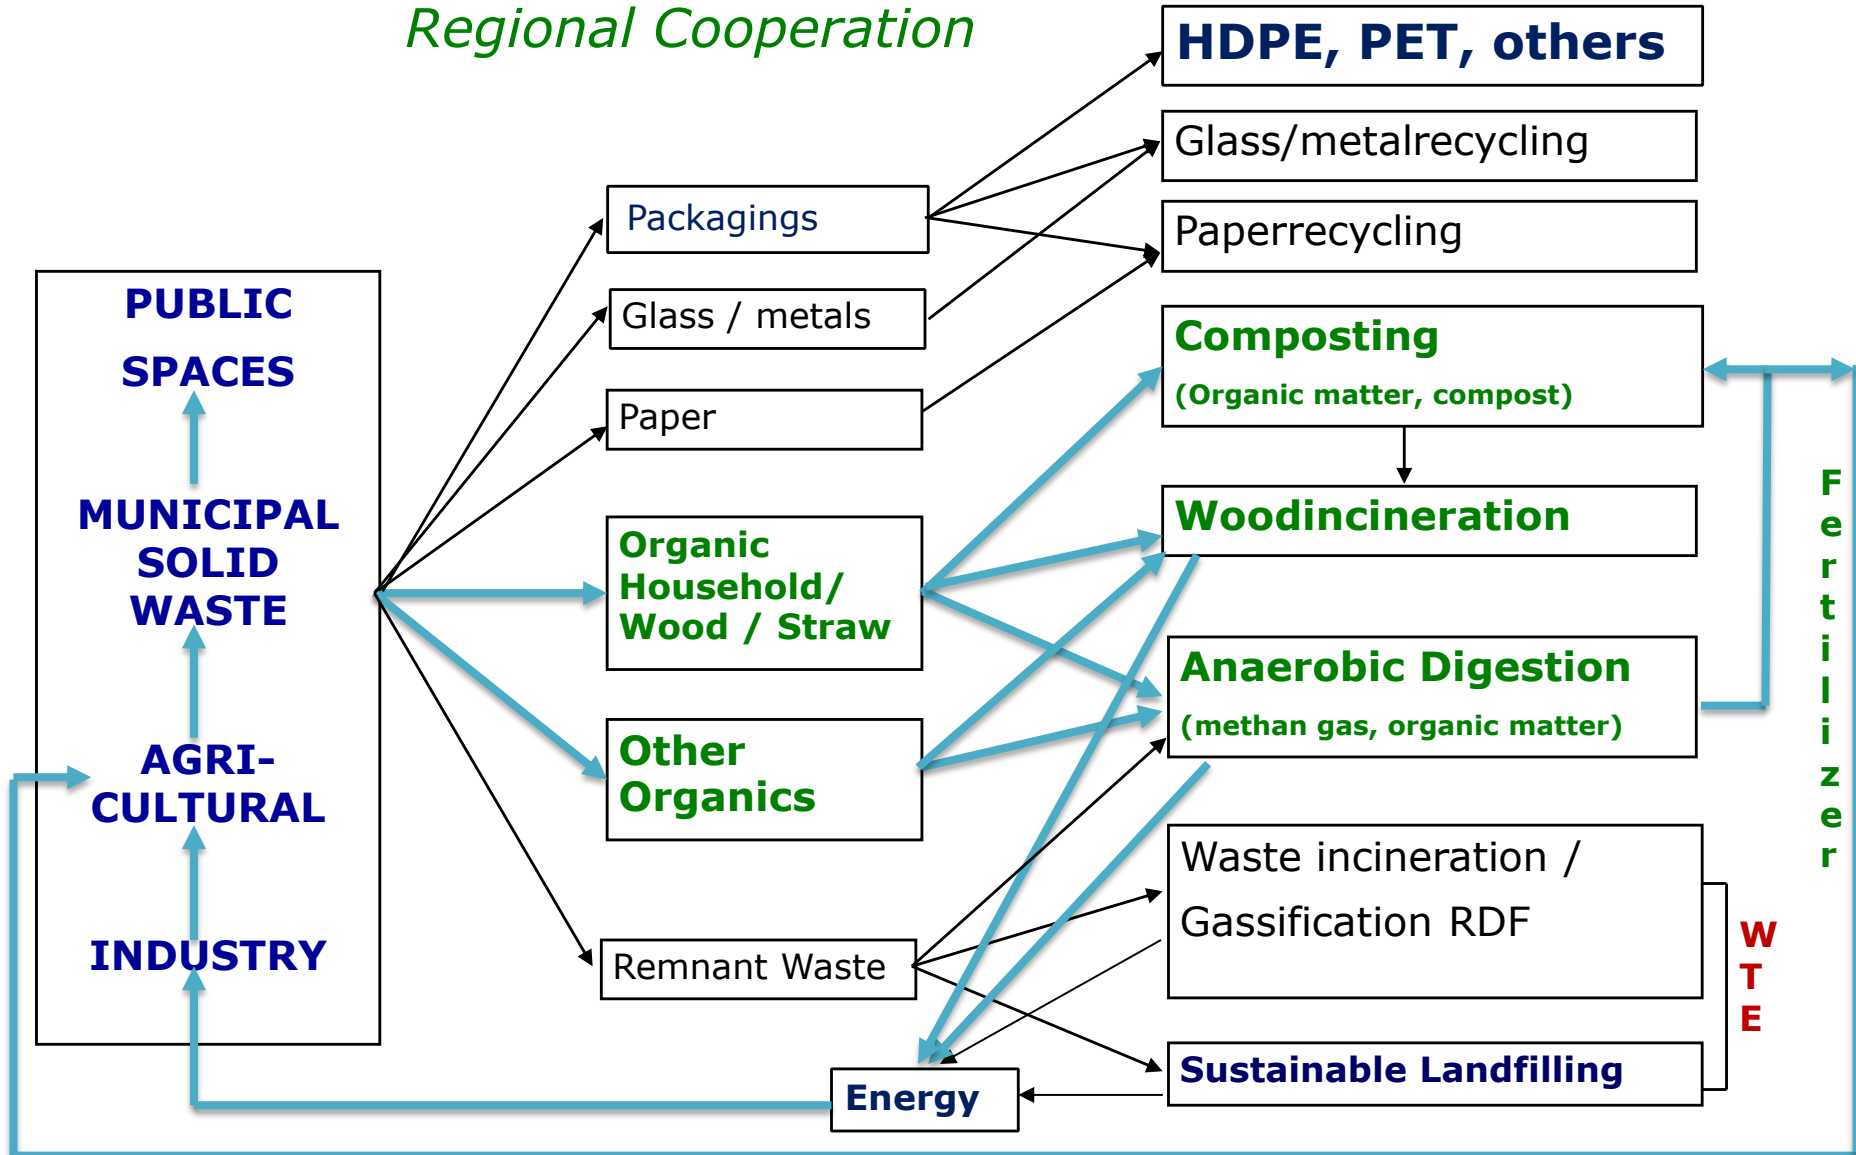 Regional Cooperation
PUBLIC
SPACES
MUNICIPAL
SOLID
WASTE
AGRI-
CULTURAL
INDUSTRY
Packagings
Glass / metals
Paper
Organic
Household/
Wood / Straw
Other
Organics
Remnant Waste
Energy
HDPE, PET, others
Glass/metalrecycling
Paperrecycling
Composting
(Organic matter, compost)
Woodincineration
Anaerobic Digestion
(methan gas, organic matter)
Waste incineration /
Gassification RDF
Sustainable Landfilling
Fertilizer
WTE